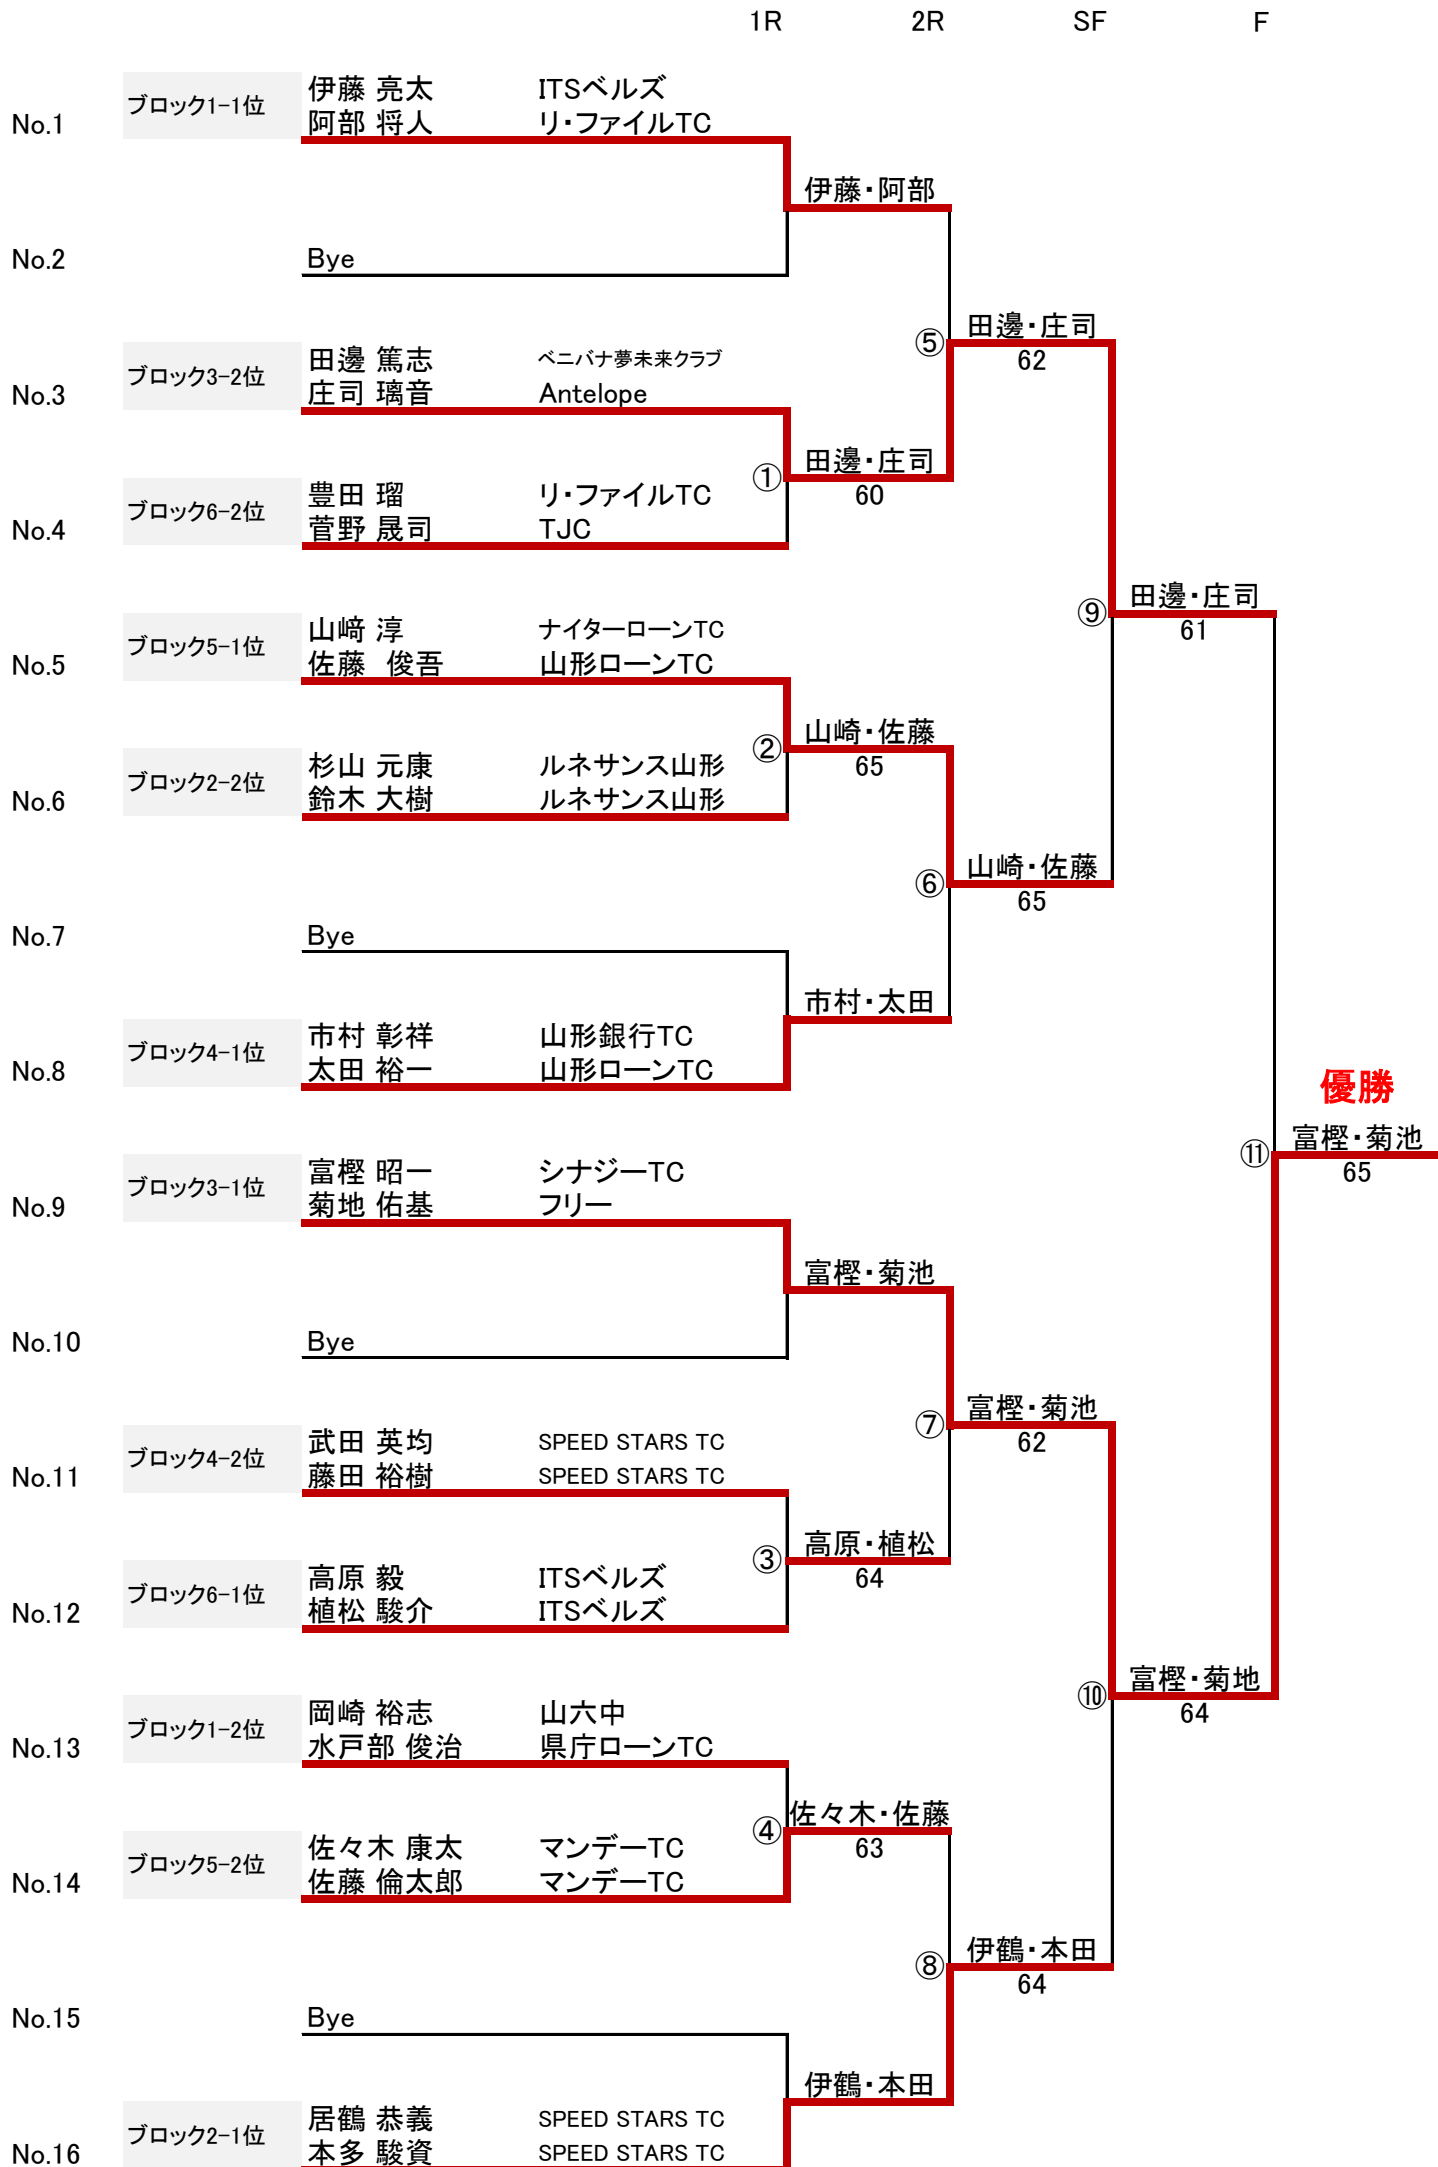 1R 2R SF F
ブロック1-1位 伊藤 亮太 ITSベルズ
No.1 阿部 将人 リ・ファイルTC
伊藤・阿部
No.2 Bye
田邊・庄司
⑤
62
ブロック3-2位 田邊 篤志 ベニバナ夢未来クラブ
No.3 庄司 璃音 Antelope
田邊・庄司
①
60
ブロック6-2位 豊田 瑠 リ・ファイルTC
No.4 菅野 晟司 TJC
田邊・庄司
⑨
61
ブロック5-1位 山﨑 淳 ナイターローンTC
No.5 佐藤　俊吾 山形ローンTC
山崎・佐藤
②
65
ブロック2-2位 杉山 元康 ルネサンス山形
No.6 鈴木 大樹 ルネサンス山形
山崎・佐藤
⑥
65
No.7 Bye
市村・太田
ブロック4-1位 市村 彰祥 山形銀行TC
No.8 太田 裕一 山形ローンTC
優勝
富樫・菊池
⑪
65
ブロック3-1位 富樫 昭一 シナジーTC
No.9 菊地 佑基 フリー
富樫・菊池
No.10 Bye
富樫・菊池
⑦
62
ブロック4-2位 武田 英均 SPEED STARS TC
No.11 藤田 裕樹 SPEED STARS TC
高原・植松
③
64
ブロック6-1位 高原 毅 ITSベルズ
No.12 植松 駿介 ITSベルズ
富樫・菊地
⑩
64
ブロック1-2位 岡崎 裕志 山六中
No.13 水戸部 俊治 県庁ローンTC
佐々木・佐藤
④
63
ブロック5-2位 佐々木 康太 マンデーTC
No.14 佐藤 倫太郎 マンデーTC
伊鶴・本田
⑧
64
No.15 Bye
伊鶴・本田
ブロック2-1位 居鶴 恭義 SPEED STARS TC
No.16 本多 駿資 SPEED STARS TC